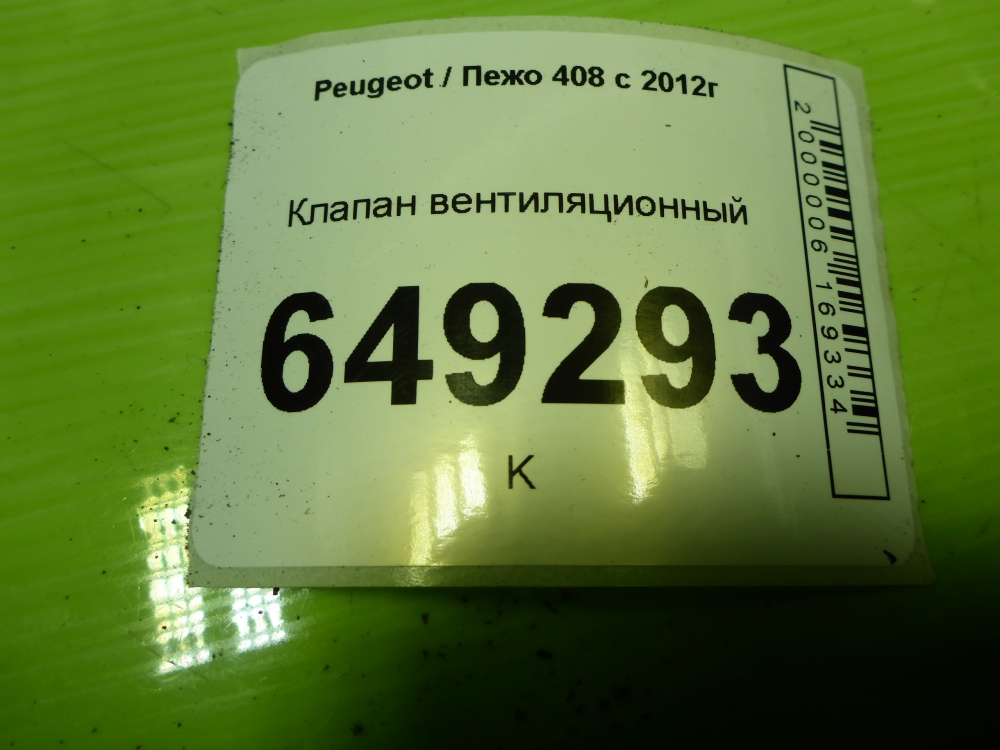 Peugeot / Пежо 408 с 2012г
Клапан вентиляционный
649293
К
2000006169334